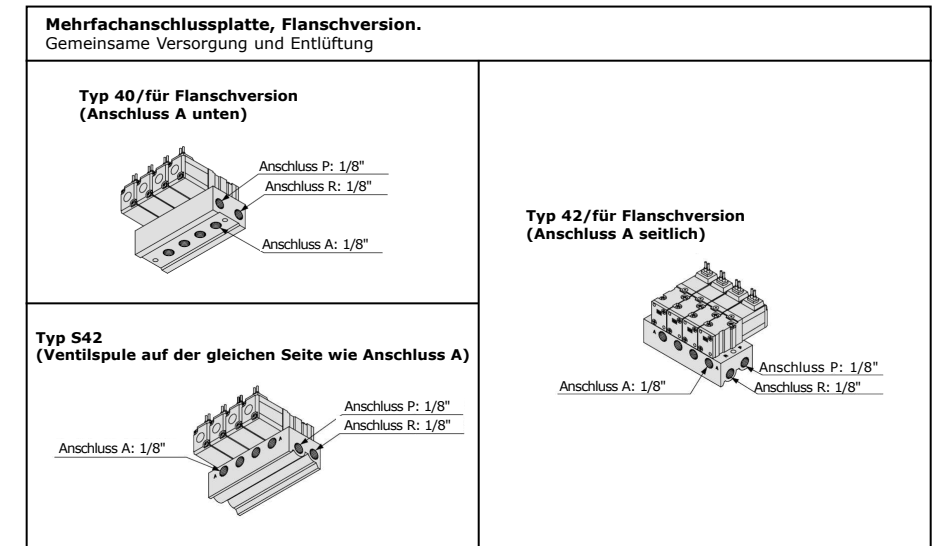 Mehrfachanschlussplatte, Flanschversion.
Gemeinsame Versorgung und Entlüftung
Typ 40/für Flanschversion
(Anschluss A unten)
Anschluss P: 1/8"
Anschluss R: 1/8"
Anschluss A: 1/8"
Typ S42
(Ventilspule auf der gleichen Seite wie Anschluss A)
Anschluss P: 1/8"
Anschluss R: 1/8"
Anschluss A: 1/8"
A
A
Typ 42/für Flanschversion
(Anschluss A seitlich)
A
A
Anschluss P: 1/8"
Anschluss A: 1/8"
Anschluss R: 1/8"